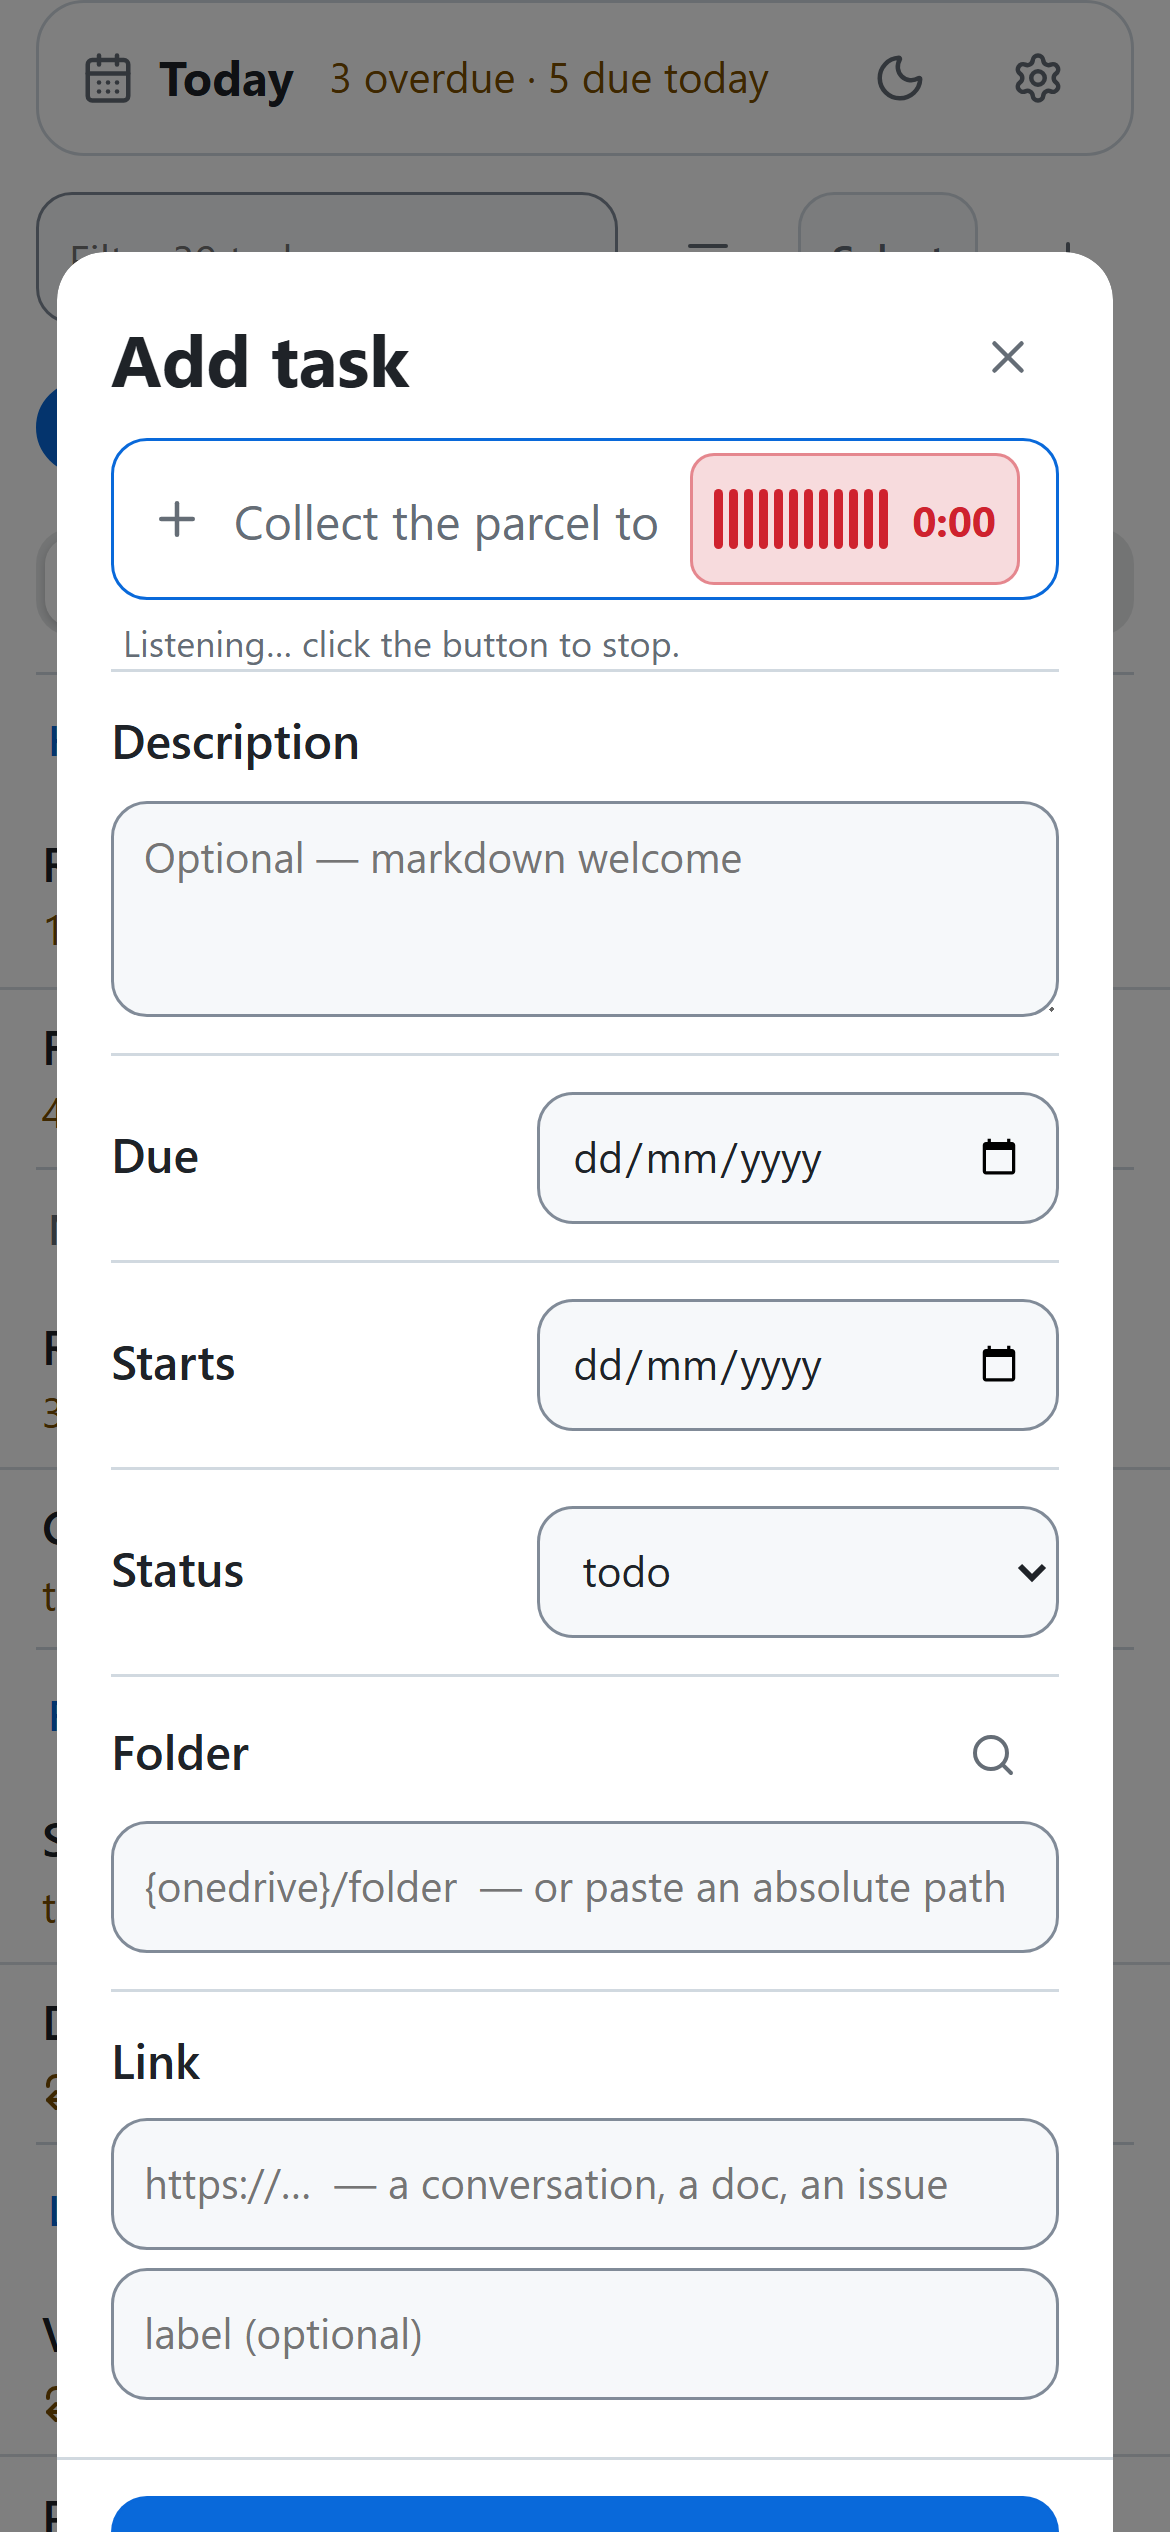 Today 3 overdue · 5 due today
Add task
Collect the parcel to
0:00
Listening... click the button to stop.
Description
Optional — markdown welcome
Due
dd/mm/yyyy
Starts
dd/mm/yyyy
Status
todo
Folder
{onedrive}/folder — or paste an absolute path
Link
https://... — a conversation, a doc, an issue
label (optional)